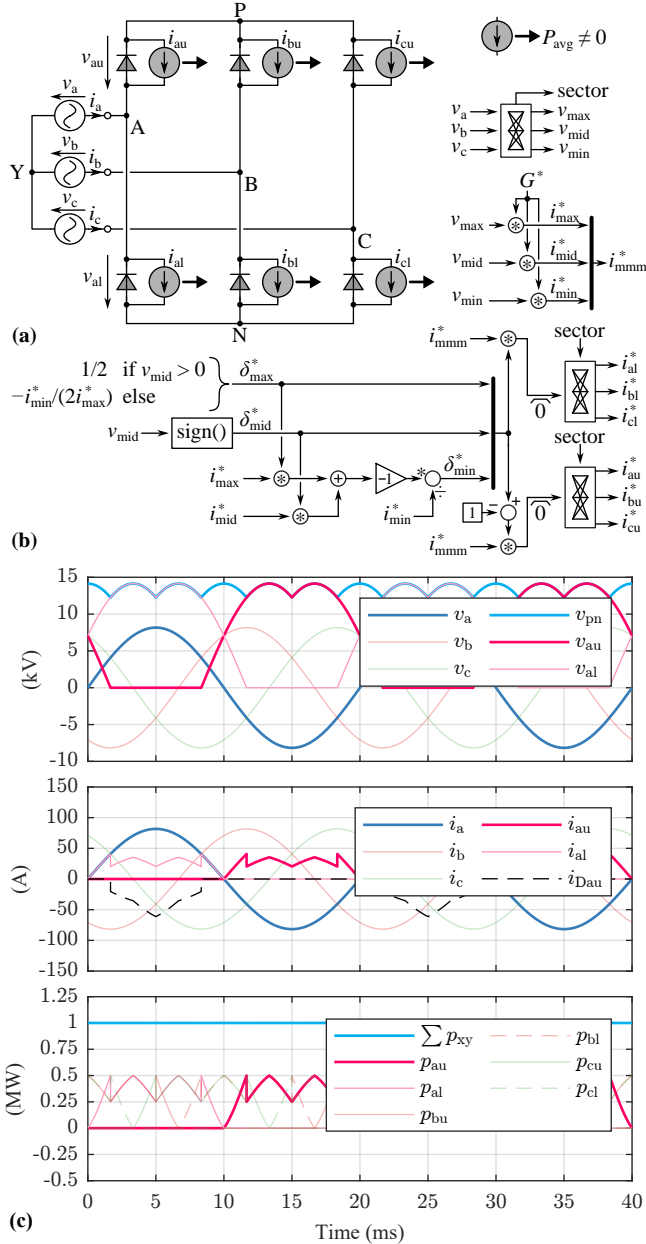 P
i_au i_bu i_cu P_avg ≠ 0
v_au
v_a i_a A
sector
v_a v_max
v_b v_mid
v_c v_min
v_b i_b
Y
B
v_c i_c
C
G*
v_max i*_max
v_mid i*_mid i*_mmm
v_min i*_min
v_al i_al i_bl i_cl
N
(a)
i*_mmm sector
1/2 if v_mid > 0 δ*_max
−i*_min/(2i*_max) else
0 i*_al
i*_bl
i*_cl
v_mid sign() δ*_mid
sector
i*_max * + −1 * ÷ δ*_min
i*_mid * i*_min
1 − + 0 i*_au
i*_bu
i*_cu
i*_mmm *
(b)
15
10
5
0
-5
-10
(kV)
v_a v_pn
v_b v_au
v_c v_al
150
100
50
0
-50
-100
-150
(A)
i_a i_au
i_b i_al
i_c i_Dau
1.25
1
0.75
0.5
0.25
0
-0.25
-0.5
(MW)
∑ p_xy p_bl
p_au p_cu
p_al p_cl
p_bu
0 5 10 15 20 25 30 35 40
(c) Time (ms)